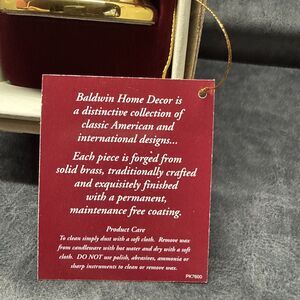 Baldwin Home Decor is
a distinctive collection of
classic American and
international designs...
Each piece is forged from
solid brass, traditionally crafted
and exquisitely finished
with a permanent,
maintenance free coating.
Product Care
To clean simply dust with a soft cloth. Remove wax
from candleware with hot water and dry with a soft
cloth. DO NOT use polish, abrasives, ammonia or
sharp instruments to clean or remove wax.
PK7600